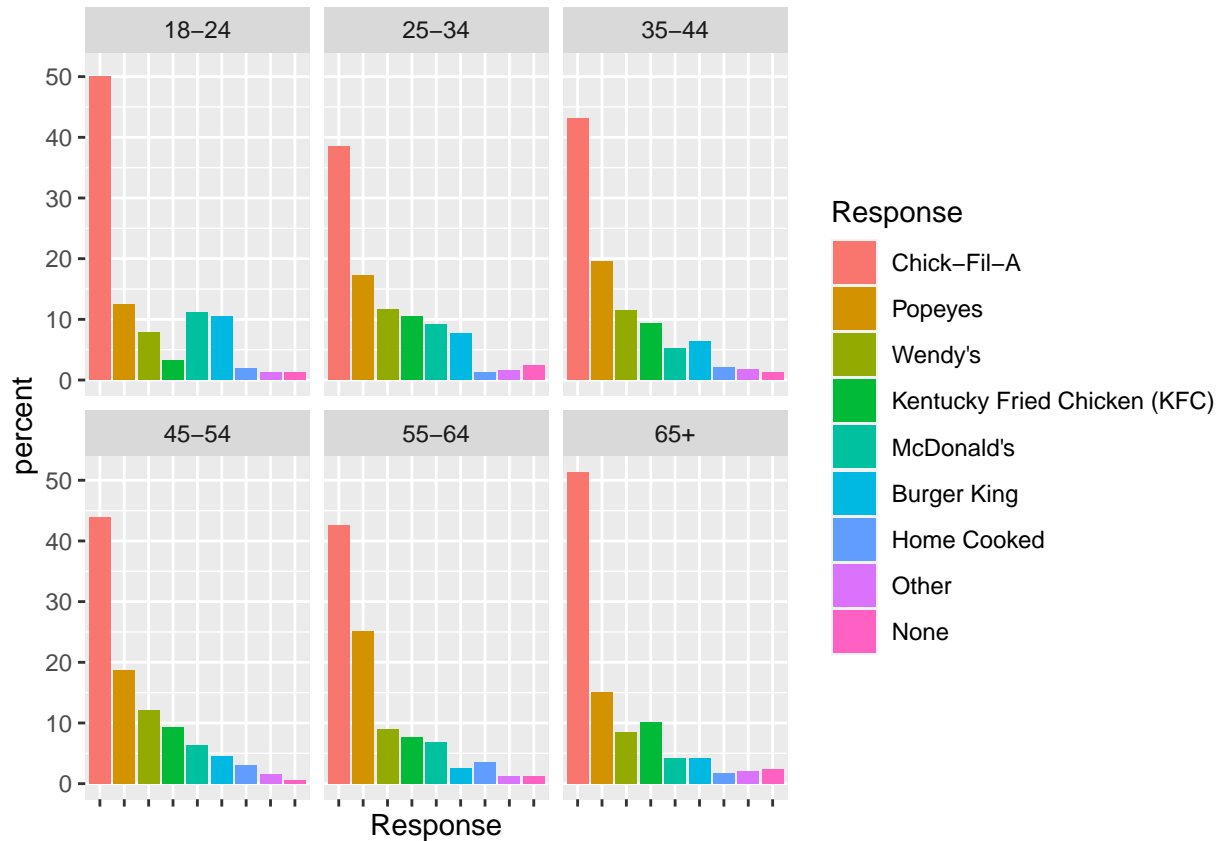 18−24
25−34
35−44
50
40
30
20
10
0
45−54
55−64
65+
50
40
30
20
10
0
percent
Response
Response
Chick−Fil−A
Popeyes
Wendy's
Kentucky Fried Chicken (KFC)
McDonald's
Burger King
Home Cooked
Other
None